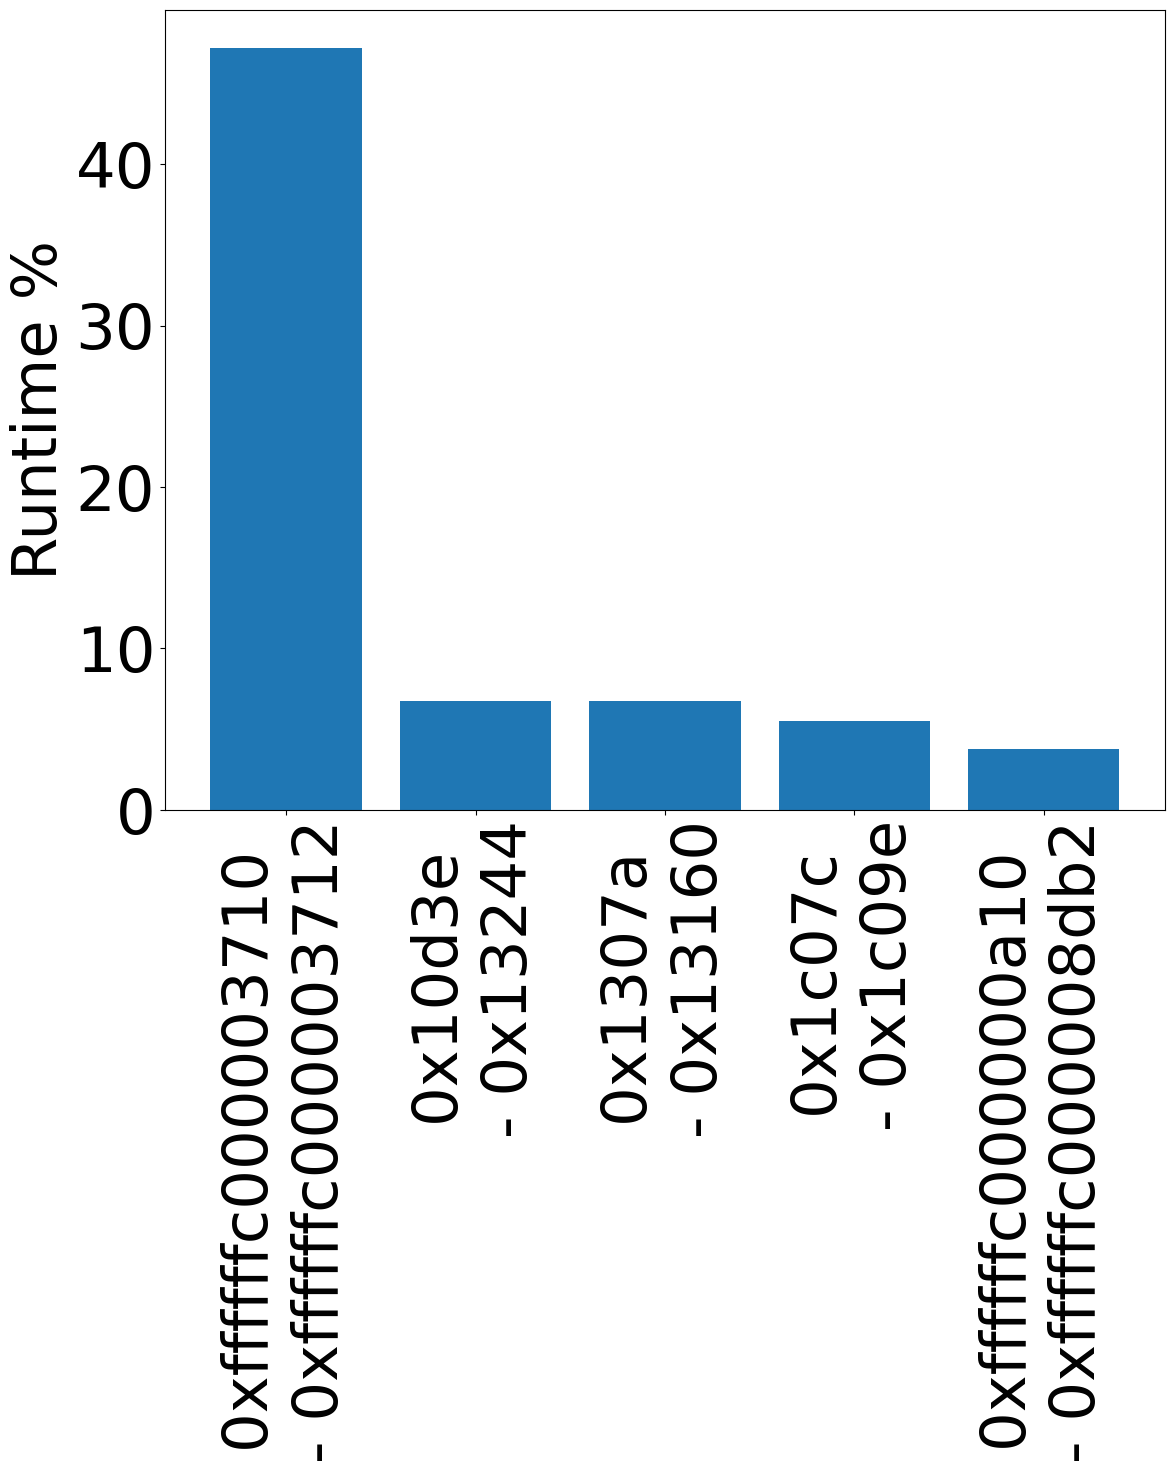 Runtime %
40
30
20
10
0
0xffffffc000003710
- 0xffffffc000003712
0x10d3e
- 0x13244
0x1307a
- 0x13160
0x1c07c
- 0x1c09e
0xffffffc000000a10
- 0xffffffc000008db2